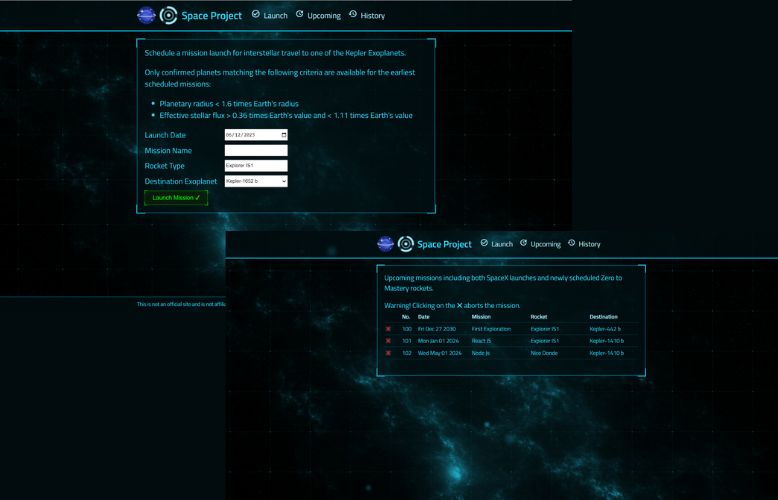 Space Project Launch Upcoming History
Schedule a mission launch for interstellar travel to one of the Kepler Exoplanets.
Only confirmed planets matching the following criteria are available for the earliest
scheduled missions:
Planetary radius < 1.6 times Earth's radius
Effective stellar flux > 0.36 times Earth's value and < 1.11 times Earth's value
Launch Date 05/12/2023
Mission Name
Rocket Type Explorer IS1
Destination Exoplanet Kepler-1652 b
Launch Mission ✓
This is not an official site and is not affilia
Space Project Launch Upcoming History
Upcoming missions including both SpaceX launches and newly scheduled Zero to
Mastery rockets.
Warning! Clicking on the ✖ aborts the mission.
No. Date Mission Rocket Destination
✖ 100 Fri Dec 27 2030 First Exploration Explorer IS1 Kepler-442 b
✖ 101 Mon Jan 01 2024 React JS Explorer IS1 Kepler-1410 b
✖ 102 Wed May 01 2024 Node Js Nice Donde Kepler-1410 b